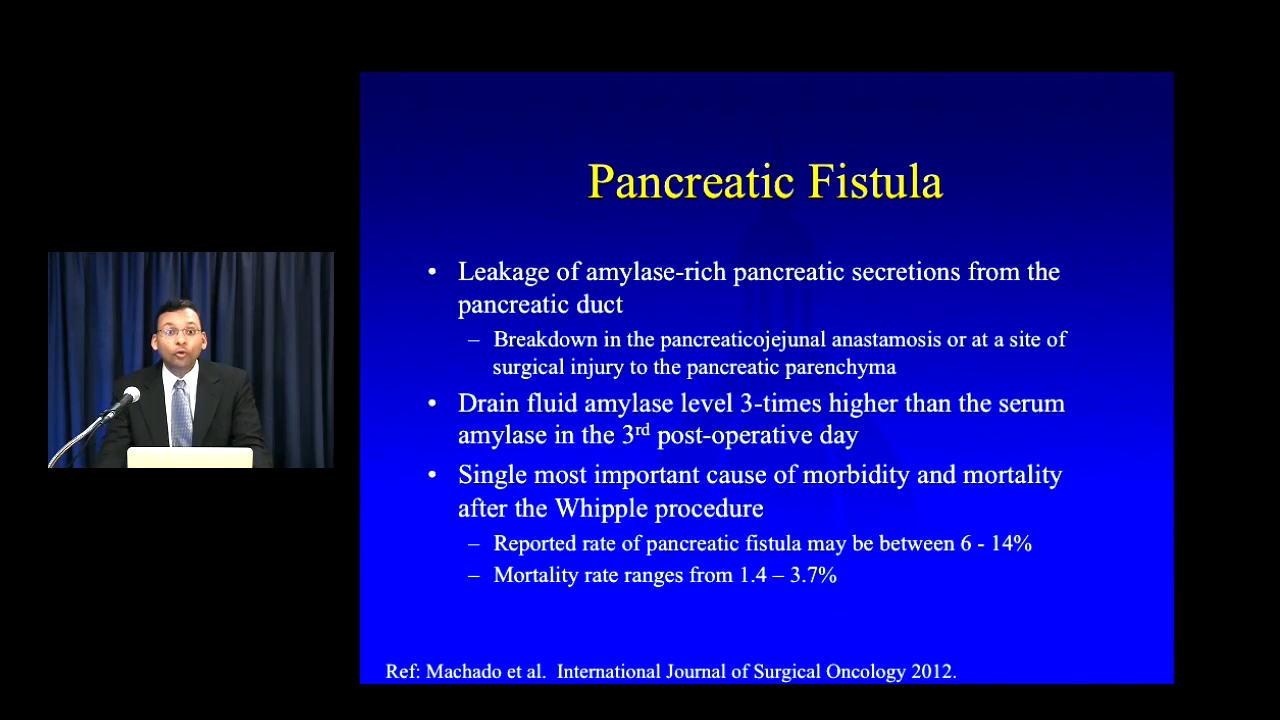 Pancreatic Fistula
• Leakage of amylase-rich pancreatic secretions from the
pancreatic duct
– Breakdown in the pancreaticojejunal anastamosis or at a site of
surgical injury to the pancreatic parenchyma
• Drain fluid amylase level 3-times higher than the serum
amylase in the 3rd post-operative day
• Single most important cause of morbidity and mortality
after the Whipple procedure
– Reported rate of pancreatic fistula may be between 6 - 14%
– Mortality rate ranges from 1.4 – 3.7%
Ref: Machado et al.  International Journal of Surgical Oncology 2012.